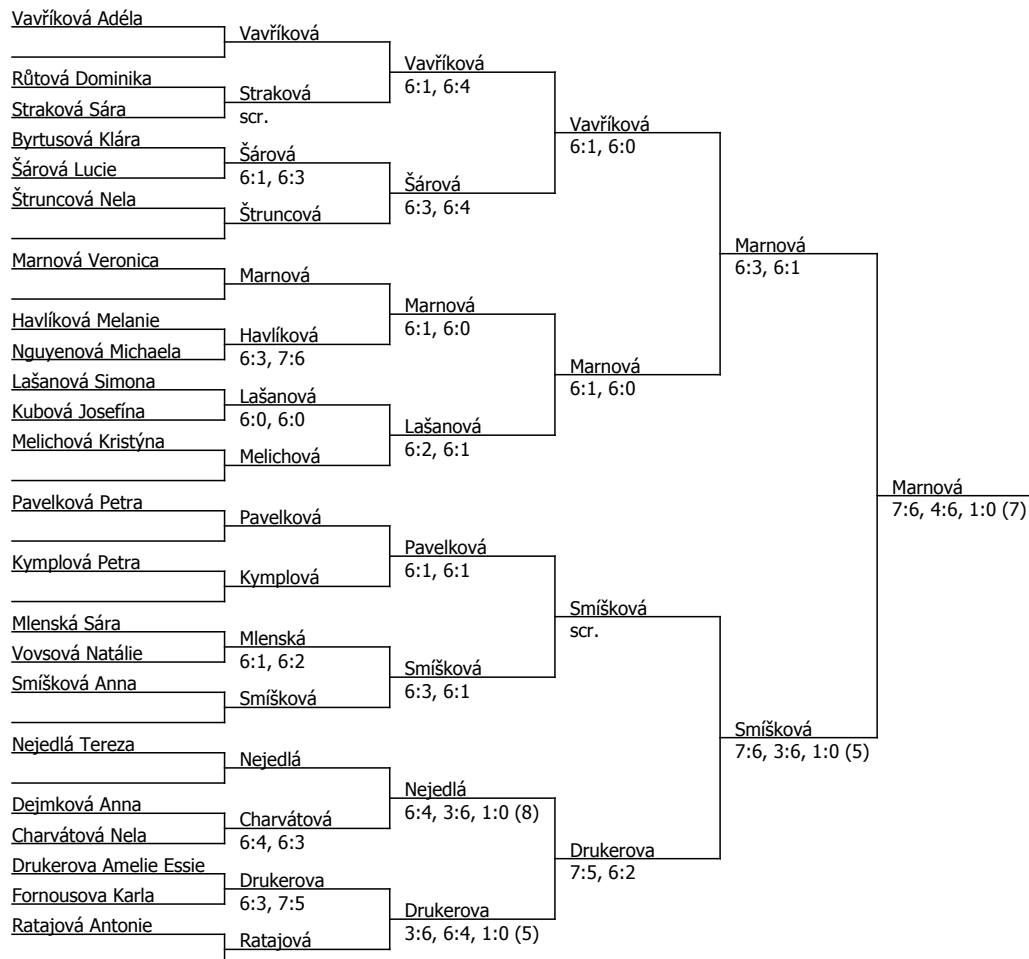 Vavříková Adéla
Růtová Dominika
Straková Sára
Byrtusová Klára
Šárová Lucie
Štruncová Nela
Marnová Veronica
Havlíková Melanie
Nguyenová Michaela
Lašanová Simona
Kubová Josefína
Melichová Kristýna
Pavelková Petra
Kymplová Petra
Mlenská Sára
Vovsová Natálie
Smíšková Anna
Nejedlá Tereza
Dejmková Anna
Charvátová Nela
Drukerova Amelie Essie
Fornousova Karla
Ratajová Antonie
Vavříková
Straková
scr.
Šárová
6:1, 6:3
Štruncová
Marnová
Havlíková
6:3, 7:6
Lašanová
6:0, 6:0
Melichová
Pavelková
Kymplová
Mlenská
6:1, 6:2
Smíšková
Nejedlá
Charvátová
6:4, 6:3
Drukerova
6:3, 7:5
Ratajová
Vavříková
6:1, 6:4
Šárová
6:3, 6:4
Marnová
6:1, 6:0
Lašanová
6:2, 6:1
Pavelková
6:1, 6:1
Smíšková
6:3, 6:1
Nejedlá
6:4, 3:6, 1:0 (8)
Drukerova
3:6, 6:4, 1:0 (5)
Vavříková
6:1, 6:0
Marnová
6:1, 6:0
Smíšková
scr.
Drukerova
7:5, 6:2
Marnová
6:3, 6:1
Smíšková
7:6, 3:6, 1:0 (5)
Marnová
7:6, 4:6, 1:0 (7)